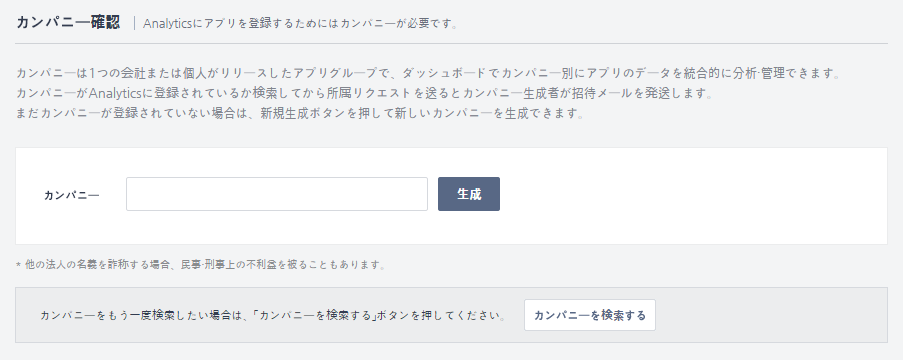 カンパニー確認 | Analyticsにアプリを登録するためにはカンパニーが必要です。
カンパニーは1つの会社または個人がリリースしたアプリグループで、ダッシュボードでカンパニー別にアプリのデータを統合的に分析·管理できます。
カンパニーがAnalyticsに登録されているか検索してから所属リクエストを送るとカンパニー生成者が招待メールを発送します。
まだカンパニーが登録されていない場合は、新規生成ボタンを押して新しいカンパニーを生成できます。
カンパニー 生成
* 他の法人の名義を詐称する場合、民事·刑事上の不利益を被ることもあります。
カンパニーをもう一度検索したい場合は、「カンパニーを検索する」ボタンを押してください。 カンパニーを検索する